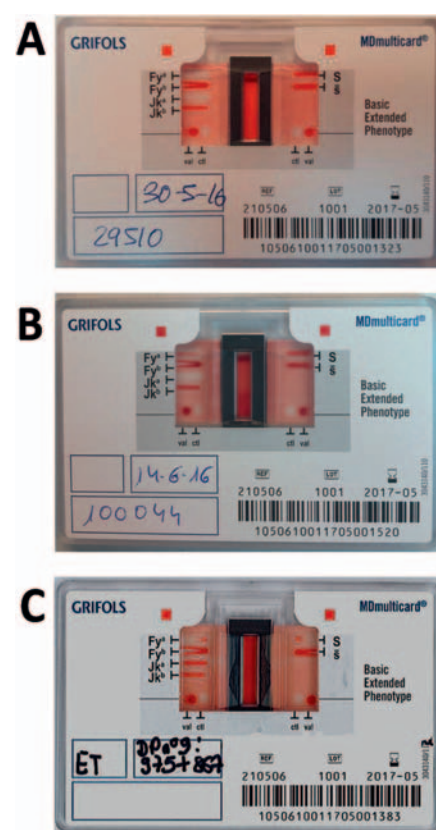 A
GRIFOLS MDmulticard®
Fyᵃ S
Fyᵇ s̄
Jkᵃ
Jkᵇ
Basic
Extended
Phenotype
val ctl ctl val
30-5-16
REF LOT
210506 1001 2017-05
29510
1050610011705001323
B
GRIFOLS MDmulticard®
Fyᵃ S
Fyᵇ s̄
Jkᵃ
Jkᵇ
Basic
Extended
Phenotype
val ctl ctl val
14-6-16
REF LOT
210506 1001 2017-05
100044
1050610011705001520
C
GRIFOLS MDmulticard®
Fyᵃ S
Fyᵇ s̄
Jkᵃ
Jkᵇ
Basic
Extended
Phenotype
val ctl ctl val
ET
REF LOT
210506 1001 2017-05
1050610011705001383